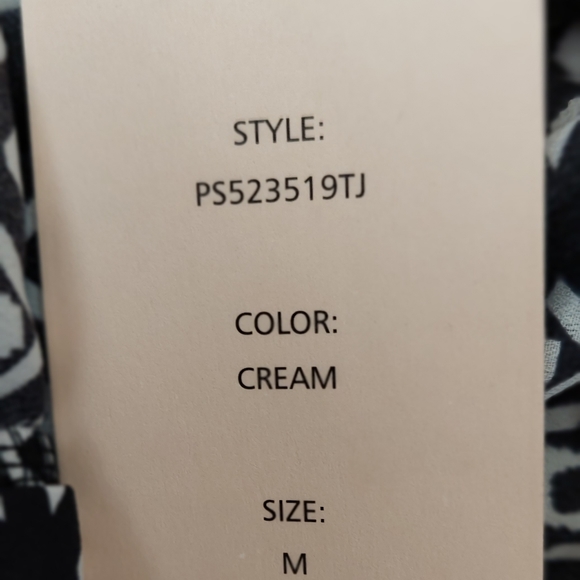 STYLE:
PS523519TJ
COLOR:
CREAM
SIZE:
M